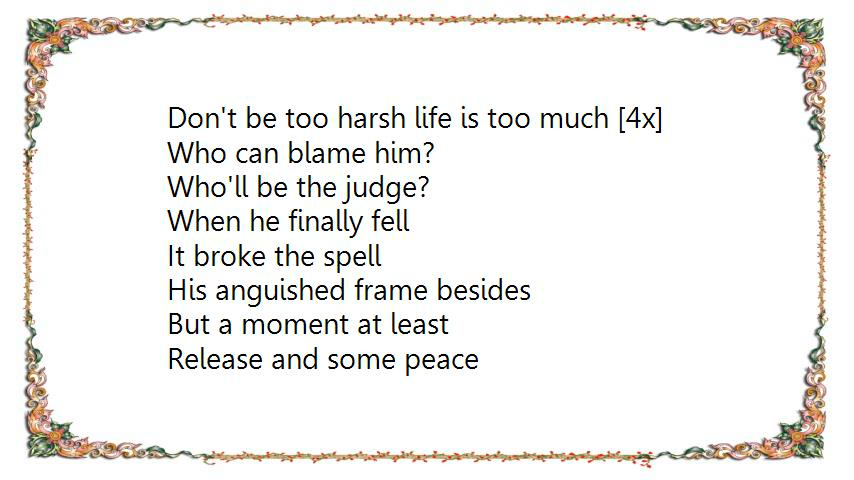 Don't be too harsh life is too much [4x]
Who can blame him?
Who'll be the judge?
When he finally fell
It broke the spell
His anguished frame besides
But a moment at least
Release and some peace